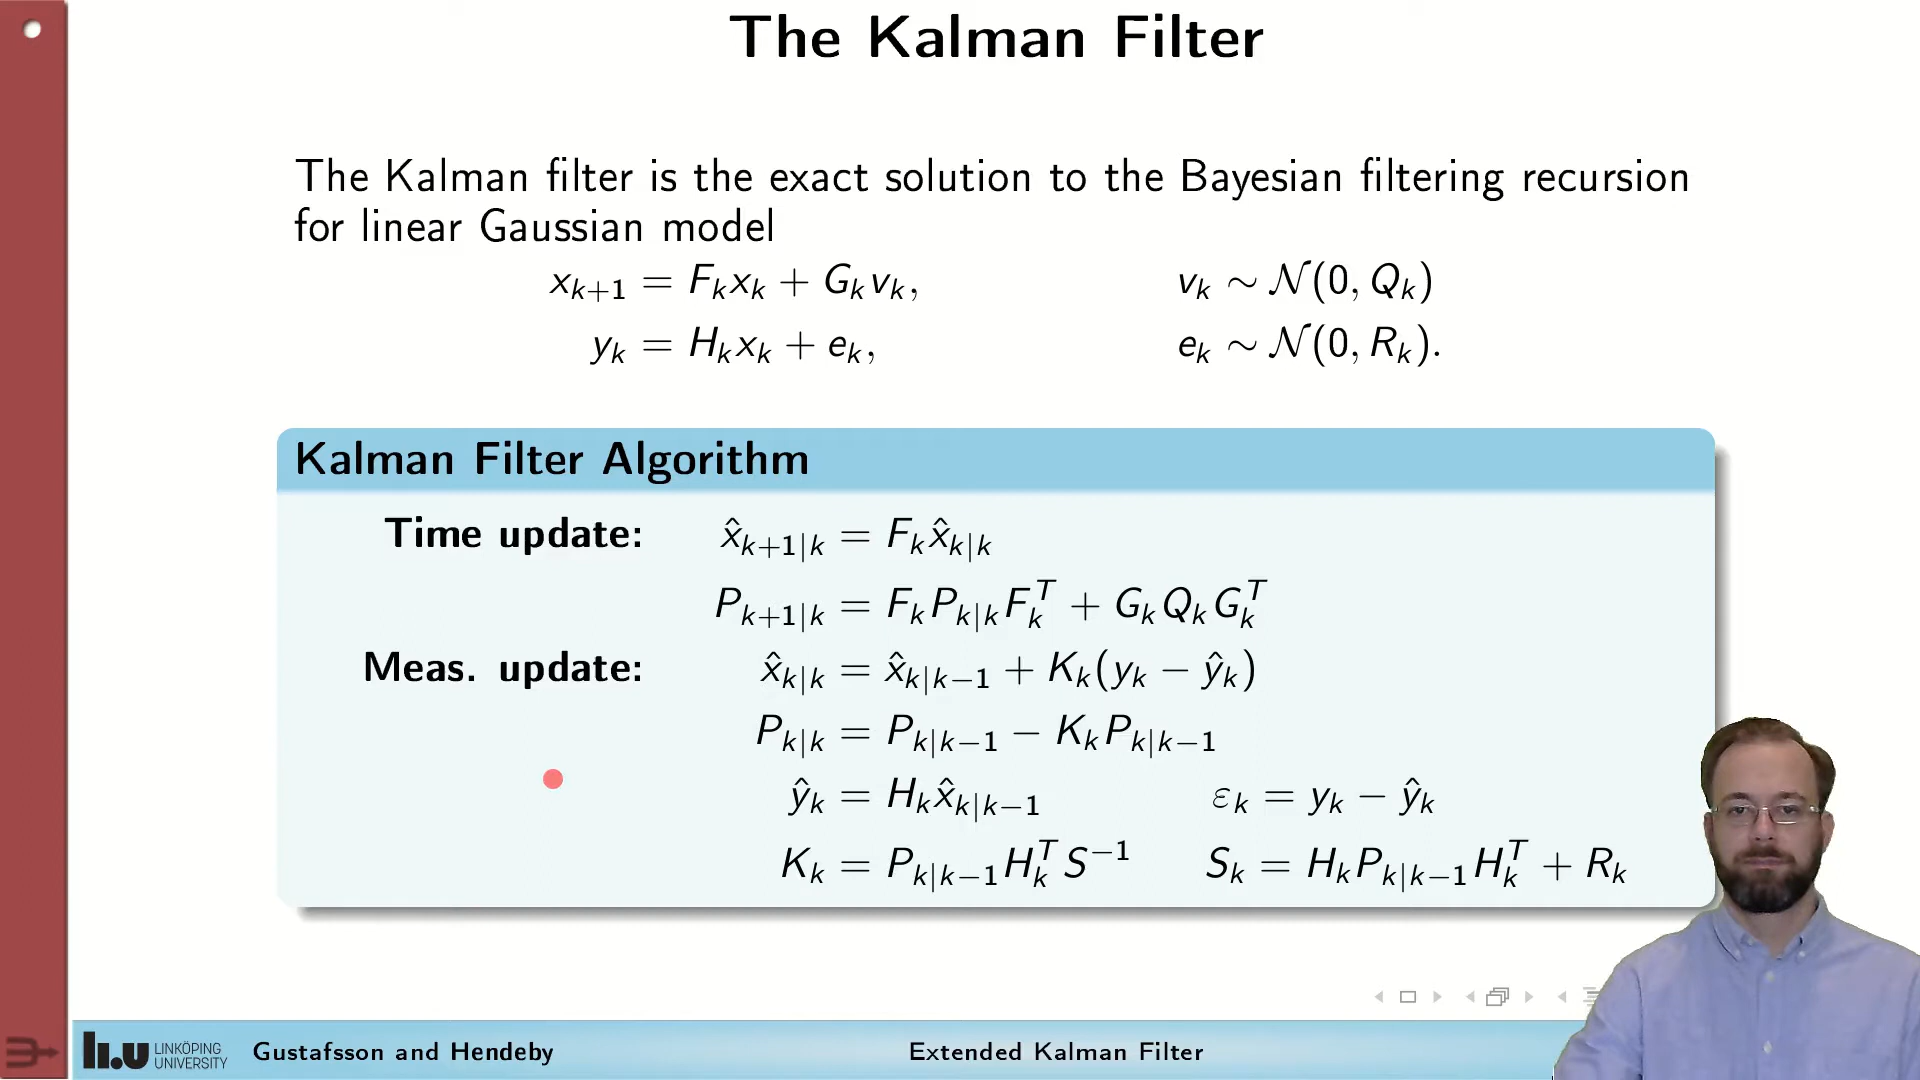 The Kalman Filter
The Kalman filter is the exact solution to the Bayesian filtering recursion
for linear Gaussian model
x_{k+1} = F_k x_k + G_k v_k, v_k ∼ 𝒩(0, Q_k)
y_k = H_k x_k + e_k, e_k ∼ 𝒩(0, R_k).
Kalman Filter Algorithm
Time update: x̂_{k+1|k} = F_k x̂_{k|k}
P_{k+1|k} = F_k P_{k|k} F_k^T + G_k Q_k G_k^T
Meas. update: x̂_{k|k} = x̂_{k|k−1} + K_k(y_k − ŷ_k)
P_{k|k} = P_{k|k−1} − K_k P_{k|k−1}
ŷ_k = H_k x̂_{k|k−1} ε_k = y_k − ŷ_k
K_k = P_{k|k−1} H_k^T S^{−1} S_k = H_k P_{k|k−1} H_k^T + R_k
li.u LINKÖPING UNIVERSITY Gustafsson and Hendeby Extended Kalman Filter